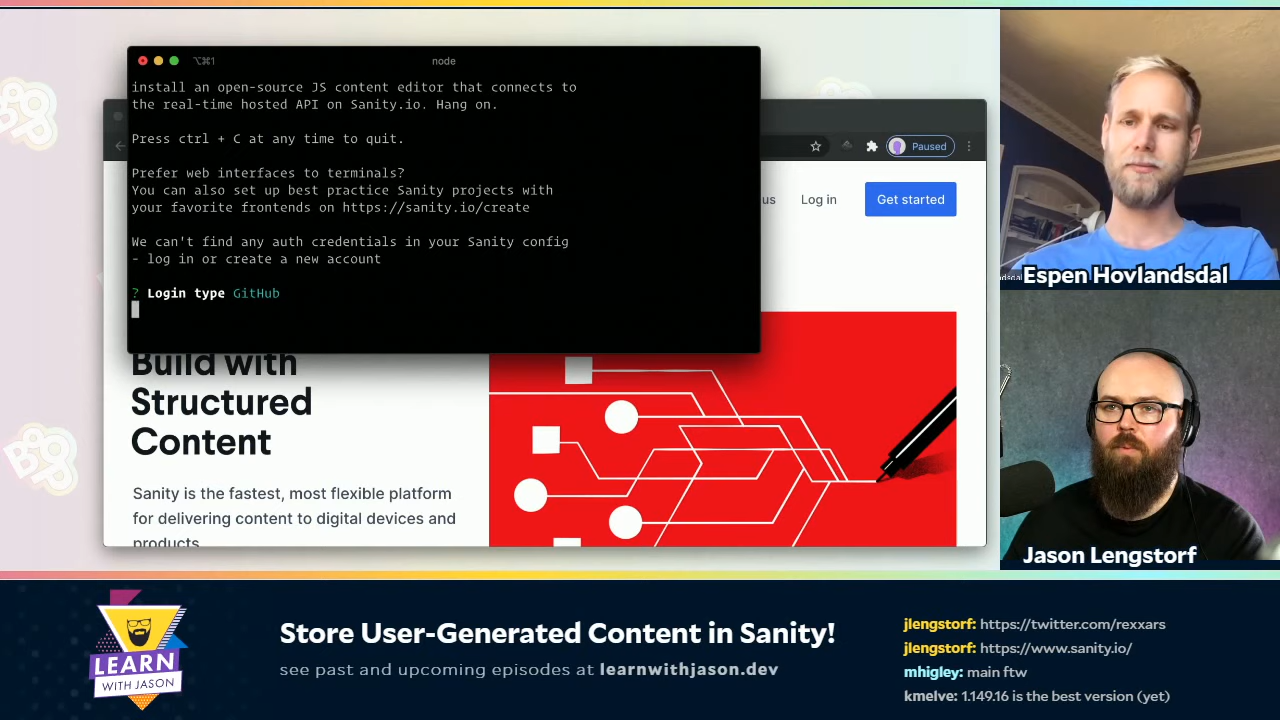 ⌥⌘1
node
install an open-source JS content editor that connects to
the real-time hosted API on Sanity.io. Hang on.
Press ctrl + C at any time to quit.
Prefer web interfaces to terminals?
You can also set up best practice Sanity projects with
your favorite frontends on https://sanity.io/create
We can't find any auth credentials in your Sanity config
- log in or create a new account
? Login type GitHub
Paused
us
Log in
Get started
Build with
Structured
Content
Sanity is the fastest, most flexible platform
for delivering content to digital devices and
products
Espen Hovlandsdal
Jason Lengstorf
LEARN
WITH JASON
Store User-Generated Content in Sanity!
see past and upcoming episodes at learnwithjason.dev
jlengstorf: https://twitter.com/rexxars
jlengstorf: https://www.sanity.io/
mhigley: main ftw
kmelve: 1.149.16 is the best version (yet)